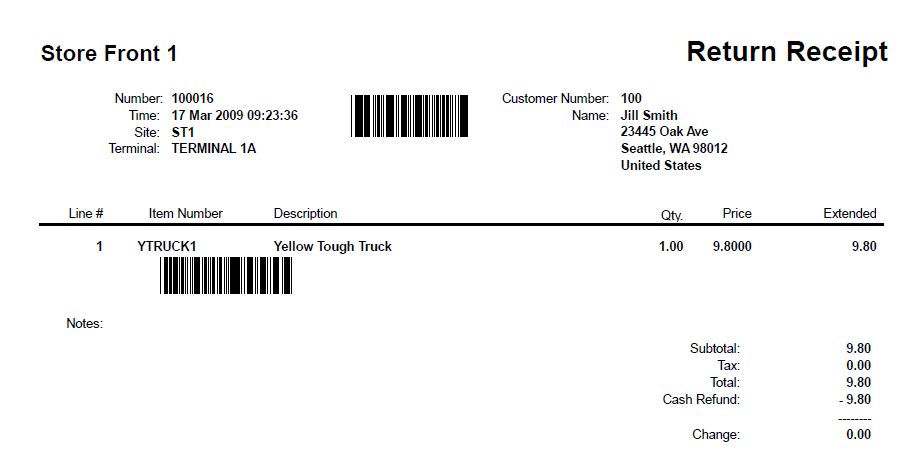 Store Front 1
Return Receipt
Number: 100016
Time: 17 Mar 2009 09:23:36
Site: ST1
Terminal: TERMINAL 1A
Customer Number: 100
Name: Jill Smith
23445 Oak Ave
Seattle, WA 98012
United States
Line # Item Number Description Qty. Price Extended
1 YTRUCK1 Yellow Tough Truck 1.00 9.8000 9.80
Notes:
Subtotal: 9.80
Tax: 0.00
Total: 9.80
Cash Refund: - 9.80
--------
Change: 0.00